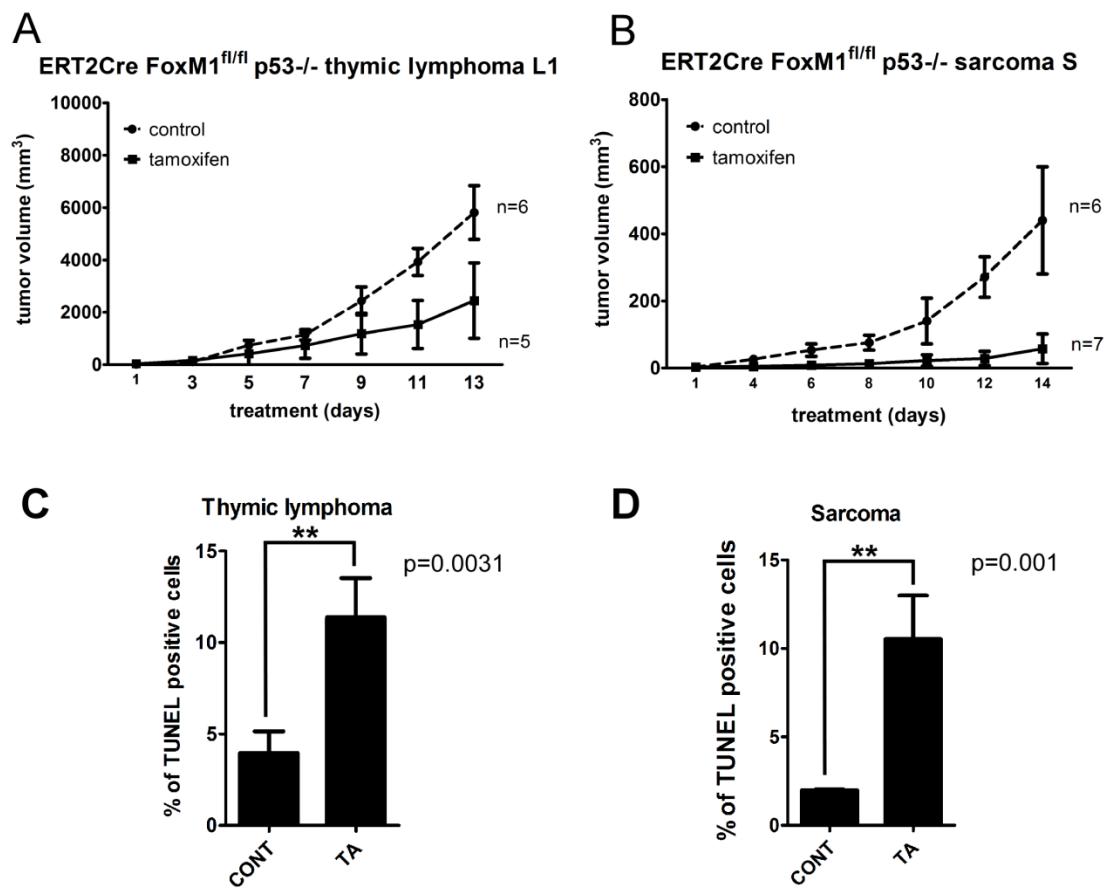 A
ERT2Cre FoxM1fl/fl p53-/- thymic lymphoma L1
10000
8000
6000
4000
2000
0
tumor volume (mm3)
control
tamoxifen
n=6
n=5
1 3 5 7 9 11 13
treatment (days)
B
ERT2Cre FoxM1fl/fl p53-/- sarcoma S
800
600
400
200
0
tumor volume (mm3)
control
tamoxifen
n=6
n=7
1 4 6 8 10 12 14
treatment (days)
C
Thymic lymphoma
**
p=0.0031
15
10
5
0
% of TUNEL positive cells
CONT TA
D
Sarcoma
**
p=0.001
15
10
5
0
% of TUNEL positive cells
CONT TA